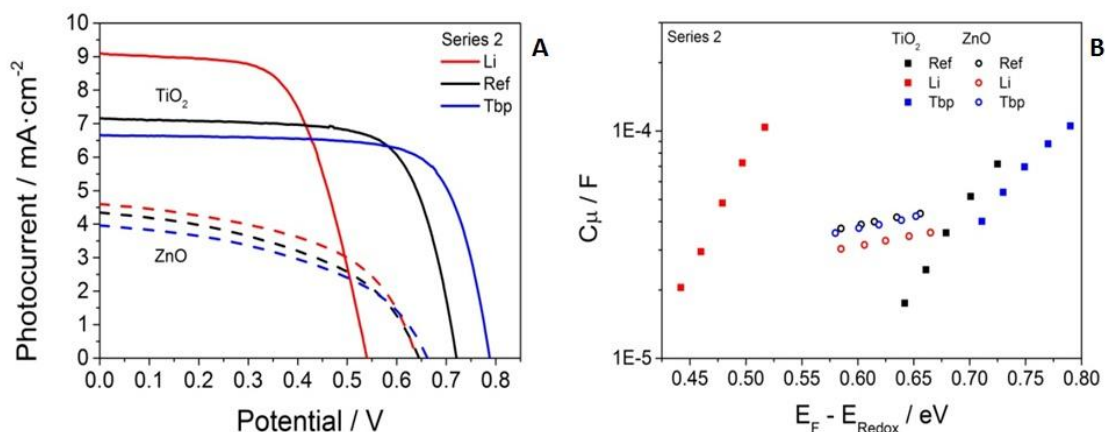 Series 2
A
Li
Ref
Tbp
TiO₂
ZnO
10
9
8
7
6
5
4
3
2
1
0
Photocurrent / mA·cm⁻²
0.0 0.1 0.2 0.3 0.4 0.5 0.6 0.7 0.8
Potential / V
Series 2
TiO₂ ZnO
B
Ref Ref
Li Li
Tbp Tbp
1E-4
1E-5
Cμ / F
0.45 0.50 0.55 0.60 0.65 0.70 0.75 0.80
E_F - E_Redox / eV